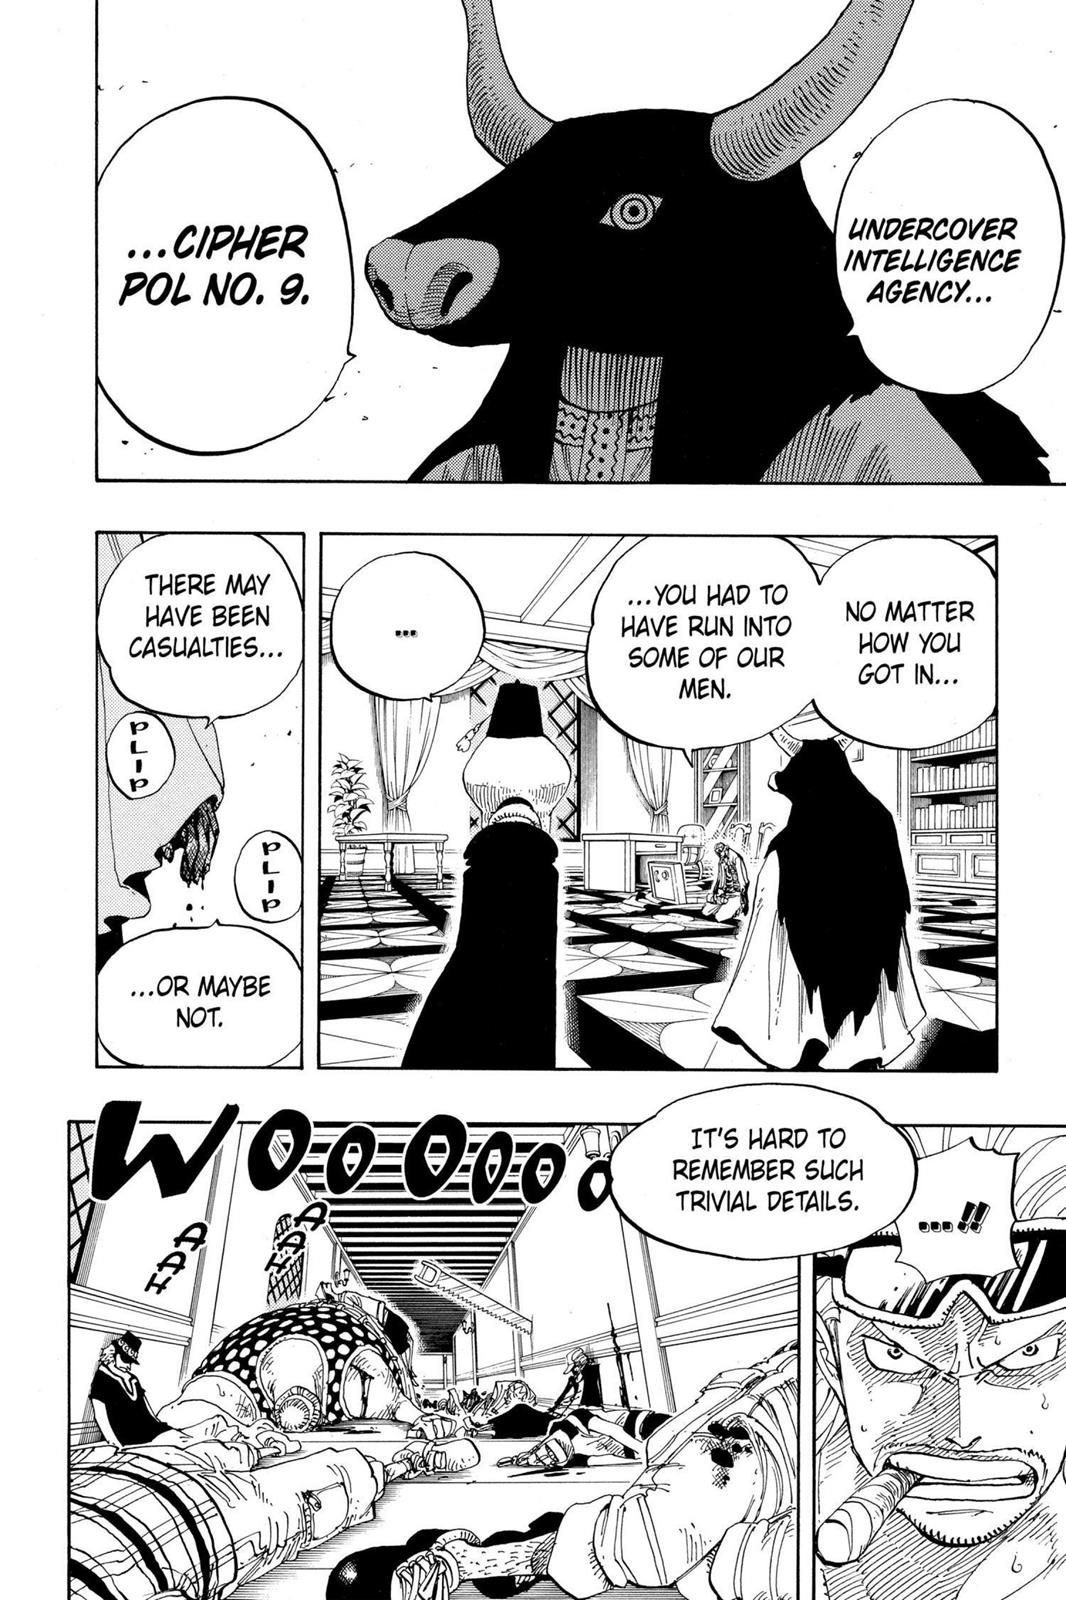 UNDERCOVER
INTELLIGENCE
AGENCY...
...CIPHER
POL NO. 9.
NO MATTER
HOW YOU
GOT IN...
...YOU HAD TO
HAVE RUN INTO
SOME OF OUR
MEN.
...
THERE MAY
HAVE BEEN
CASUALTIES...
PLIP
PLIP
...OR MAYBE
NOT.
....!!
IT'S HARD TO
REMEMBER SUCH
TRIVIAL DETAILS.
WOOOOOO
HAA
HAA